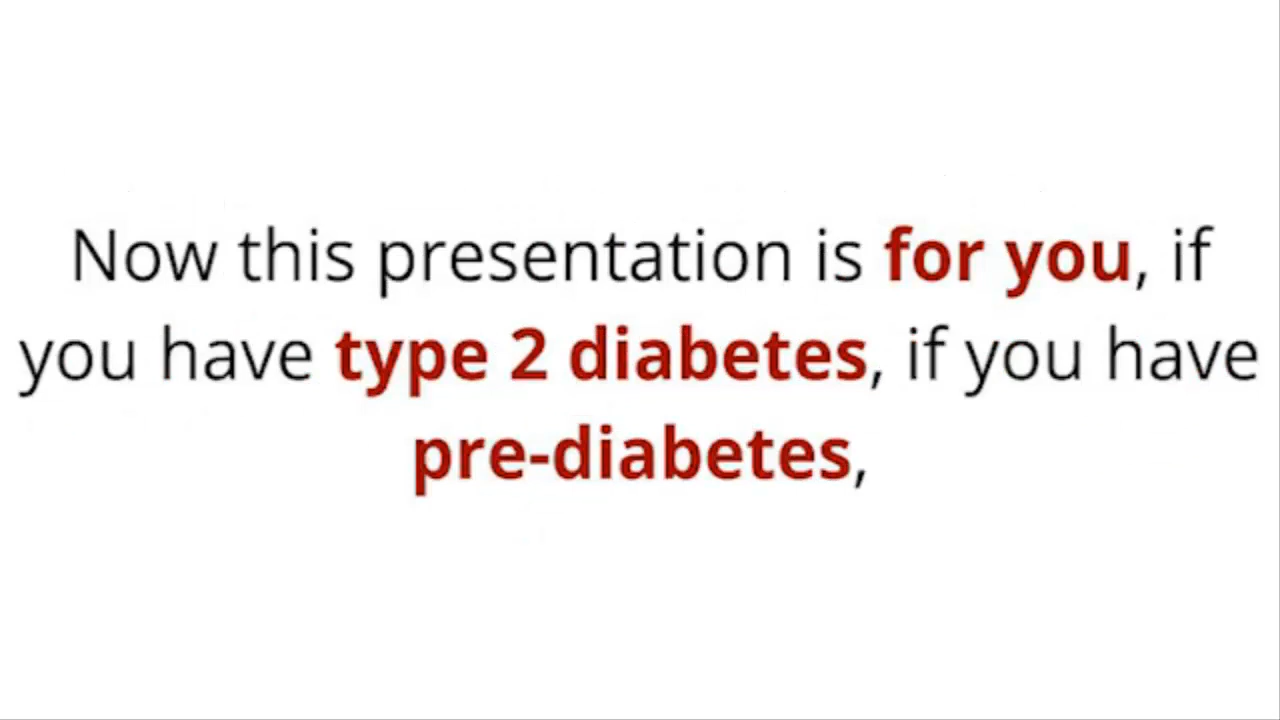 Now this presentation is for you, if
you have type 2 diabetes, if you have
pre-diabetes,